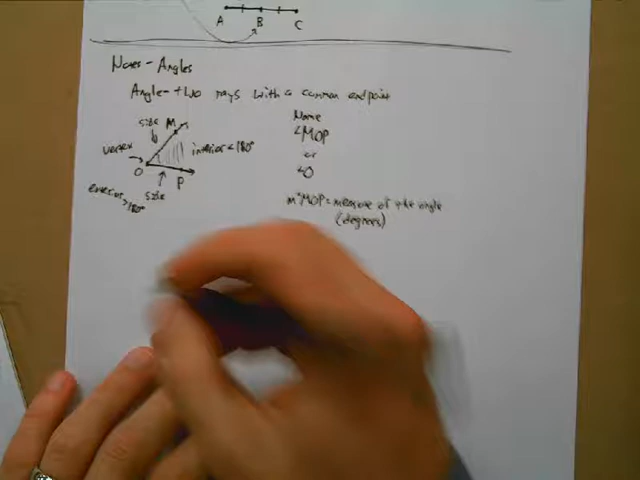 A B C
Notes - Angles
Angle - two rays with a common endpoint
side M
vertex
O
interior < 180°
side P
exterior > 180°
Name
∠MOP
or
∠O
m∠MOP = measure of the angle
(degrees)